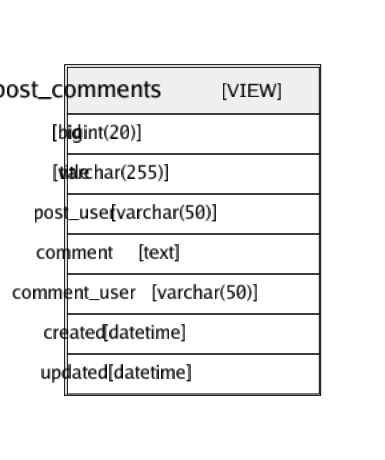 post_comments [VIEW]
id [bigint(20)]
title [varchar(255)]
post_user [varchar(50)]
comment [text]
comment_user [varchar(50)]
created [datetime]
updated [datetime]